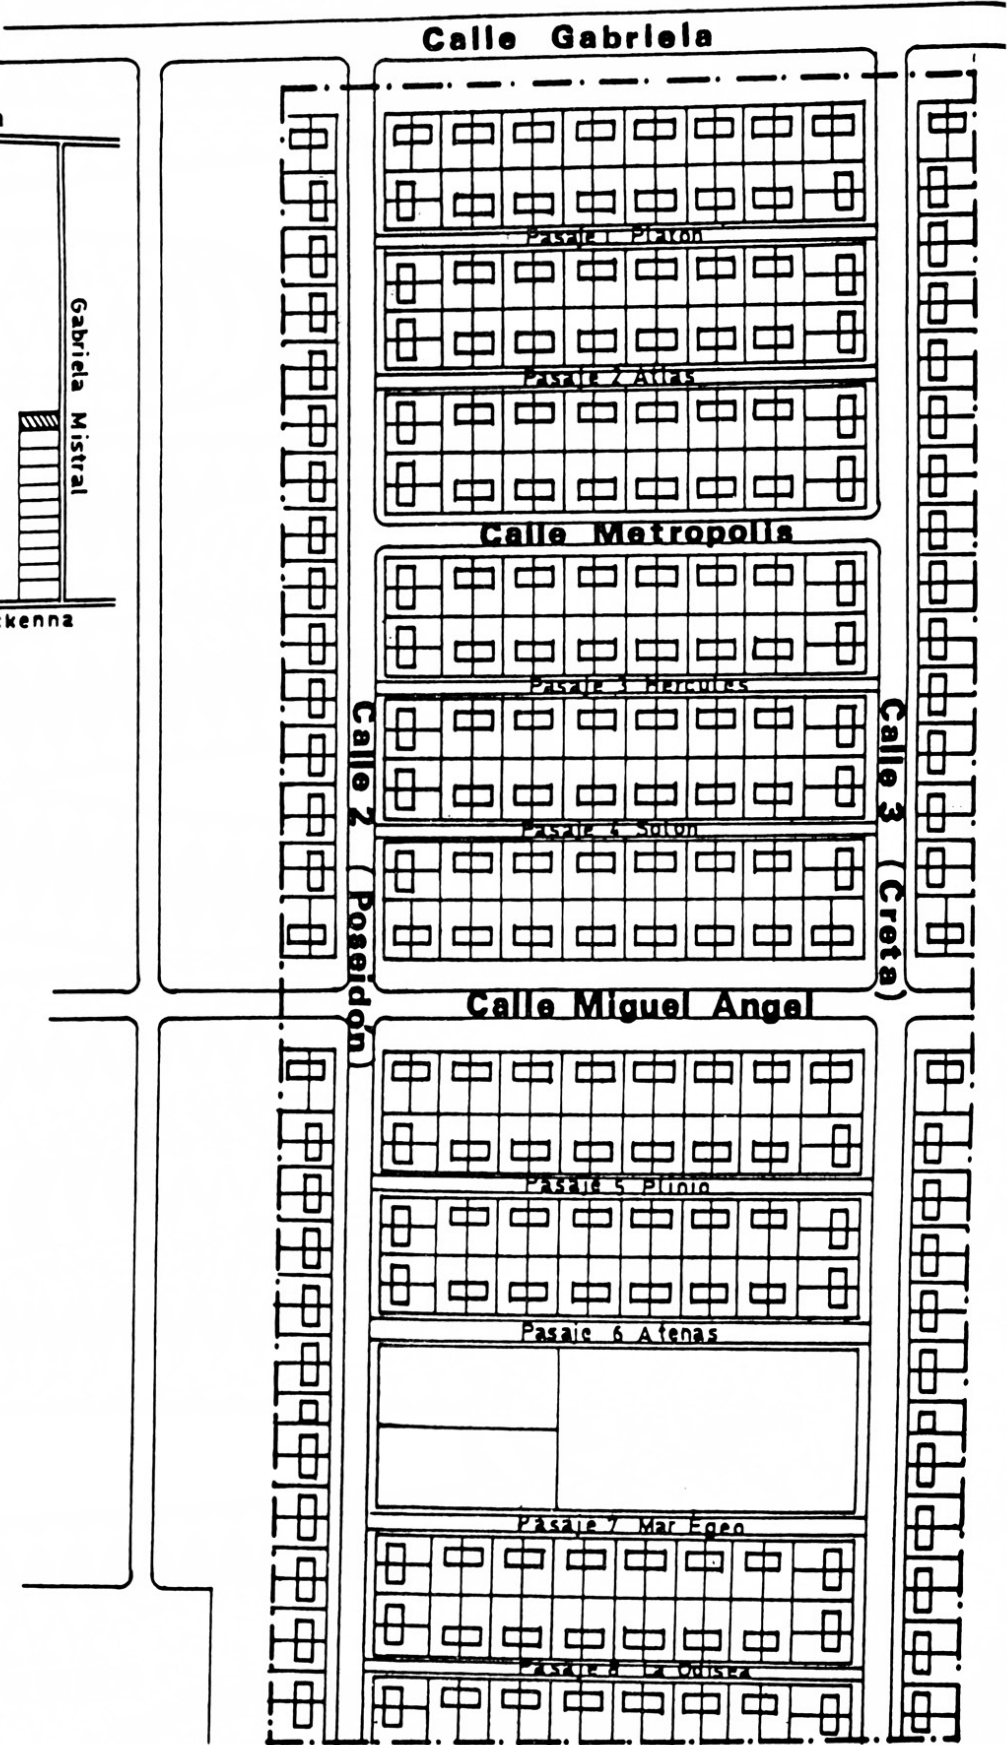 Calle Gabriela
Gabriela Mistral
kenna
Pasaje 1 Platon
Pasaje 2 Atlas
Calle Metropolis
Pasaje 3 Hercules
Calle 2 (Poseidón)
Calle 3 (Creta)
Pasaje 4 Solon
Calle Miguel Angel
Pasaje 5 Plinio
Pasaje 6 Atenas
Pasaje 7 Mar Egeo
Pasaje 8 La Odisea